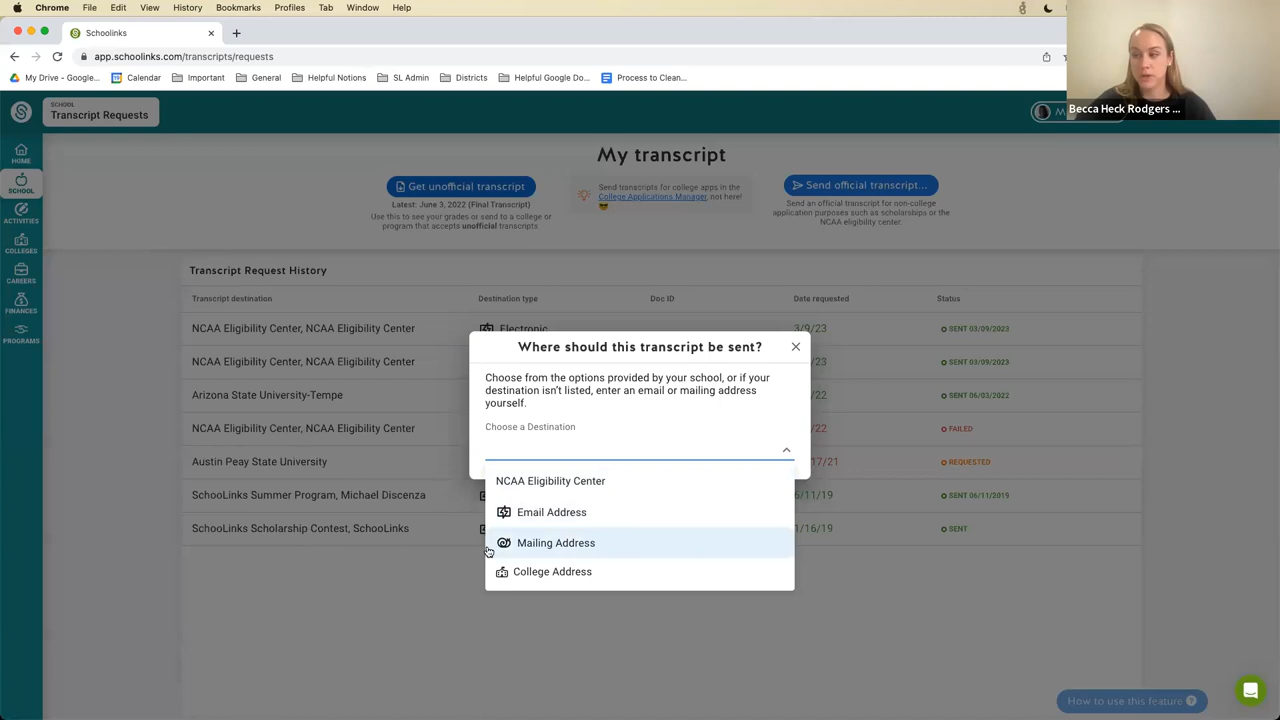 Chrome File Edit View History Bookmarks Profiles Tab Window Help
Schoolinks
app.schoolinks.com/transcripts/requests
My Drive - Google... Calendar Important General Helpful Notions SL Admin Districts Helpful Google Do... Process to Clean...
Becca Heck Rodgers ...
SCHOOL
Transcript Requests
HOME
SCHOOL
ACTIVITIES
COLLEGES
CAREERS
FINANCES
PROGRAMS
My transcript
Get unofficial transcript
Latest: June 3, 2022 (Final Transcript)
Use this to see your grades or send to a college or
program that accepts unofficial transcripts.
Send transcripts for college apps in the
College Applications Manager, not here!
Send official transcript...
Send an official transcript for non-college
application purposes such as scholarships or the
NCAA eligibility center.
Transcript Request History
Transcript destination Destination type Doc ID Date requested Status
NCAA Eligibility Center, NCAA Eligibility Center Electronic 3/9/23 SENT 03/09/2023
NCAA Eligibility Center, NCAA Eligibility Center /23 SENT 03/09/2023
Arizona State University-Tempe /22 SENT 06/03/2022
NCAA Eligibility Center, NCAA Eligibility Center /22 FAILED
Austin Peay State University 17/21 REQUESTED
SchooLinks Summer Program, Michael Discenza 6/11/19 SENT 06/11/2019
SchooLinks Scholarship Contest, SchooLinks 1/16/19 SENT
Where should this transcript be sent?
Choose from the options provided by your school, or if your
destination isn't listed, enter an email or mailing address
yourself.
Choose a Destination
NCAA Eligibility Center
Email Address
Mailing Address
College Address
How to use this feature